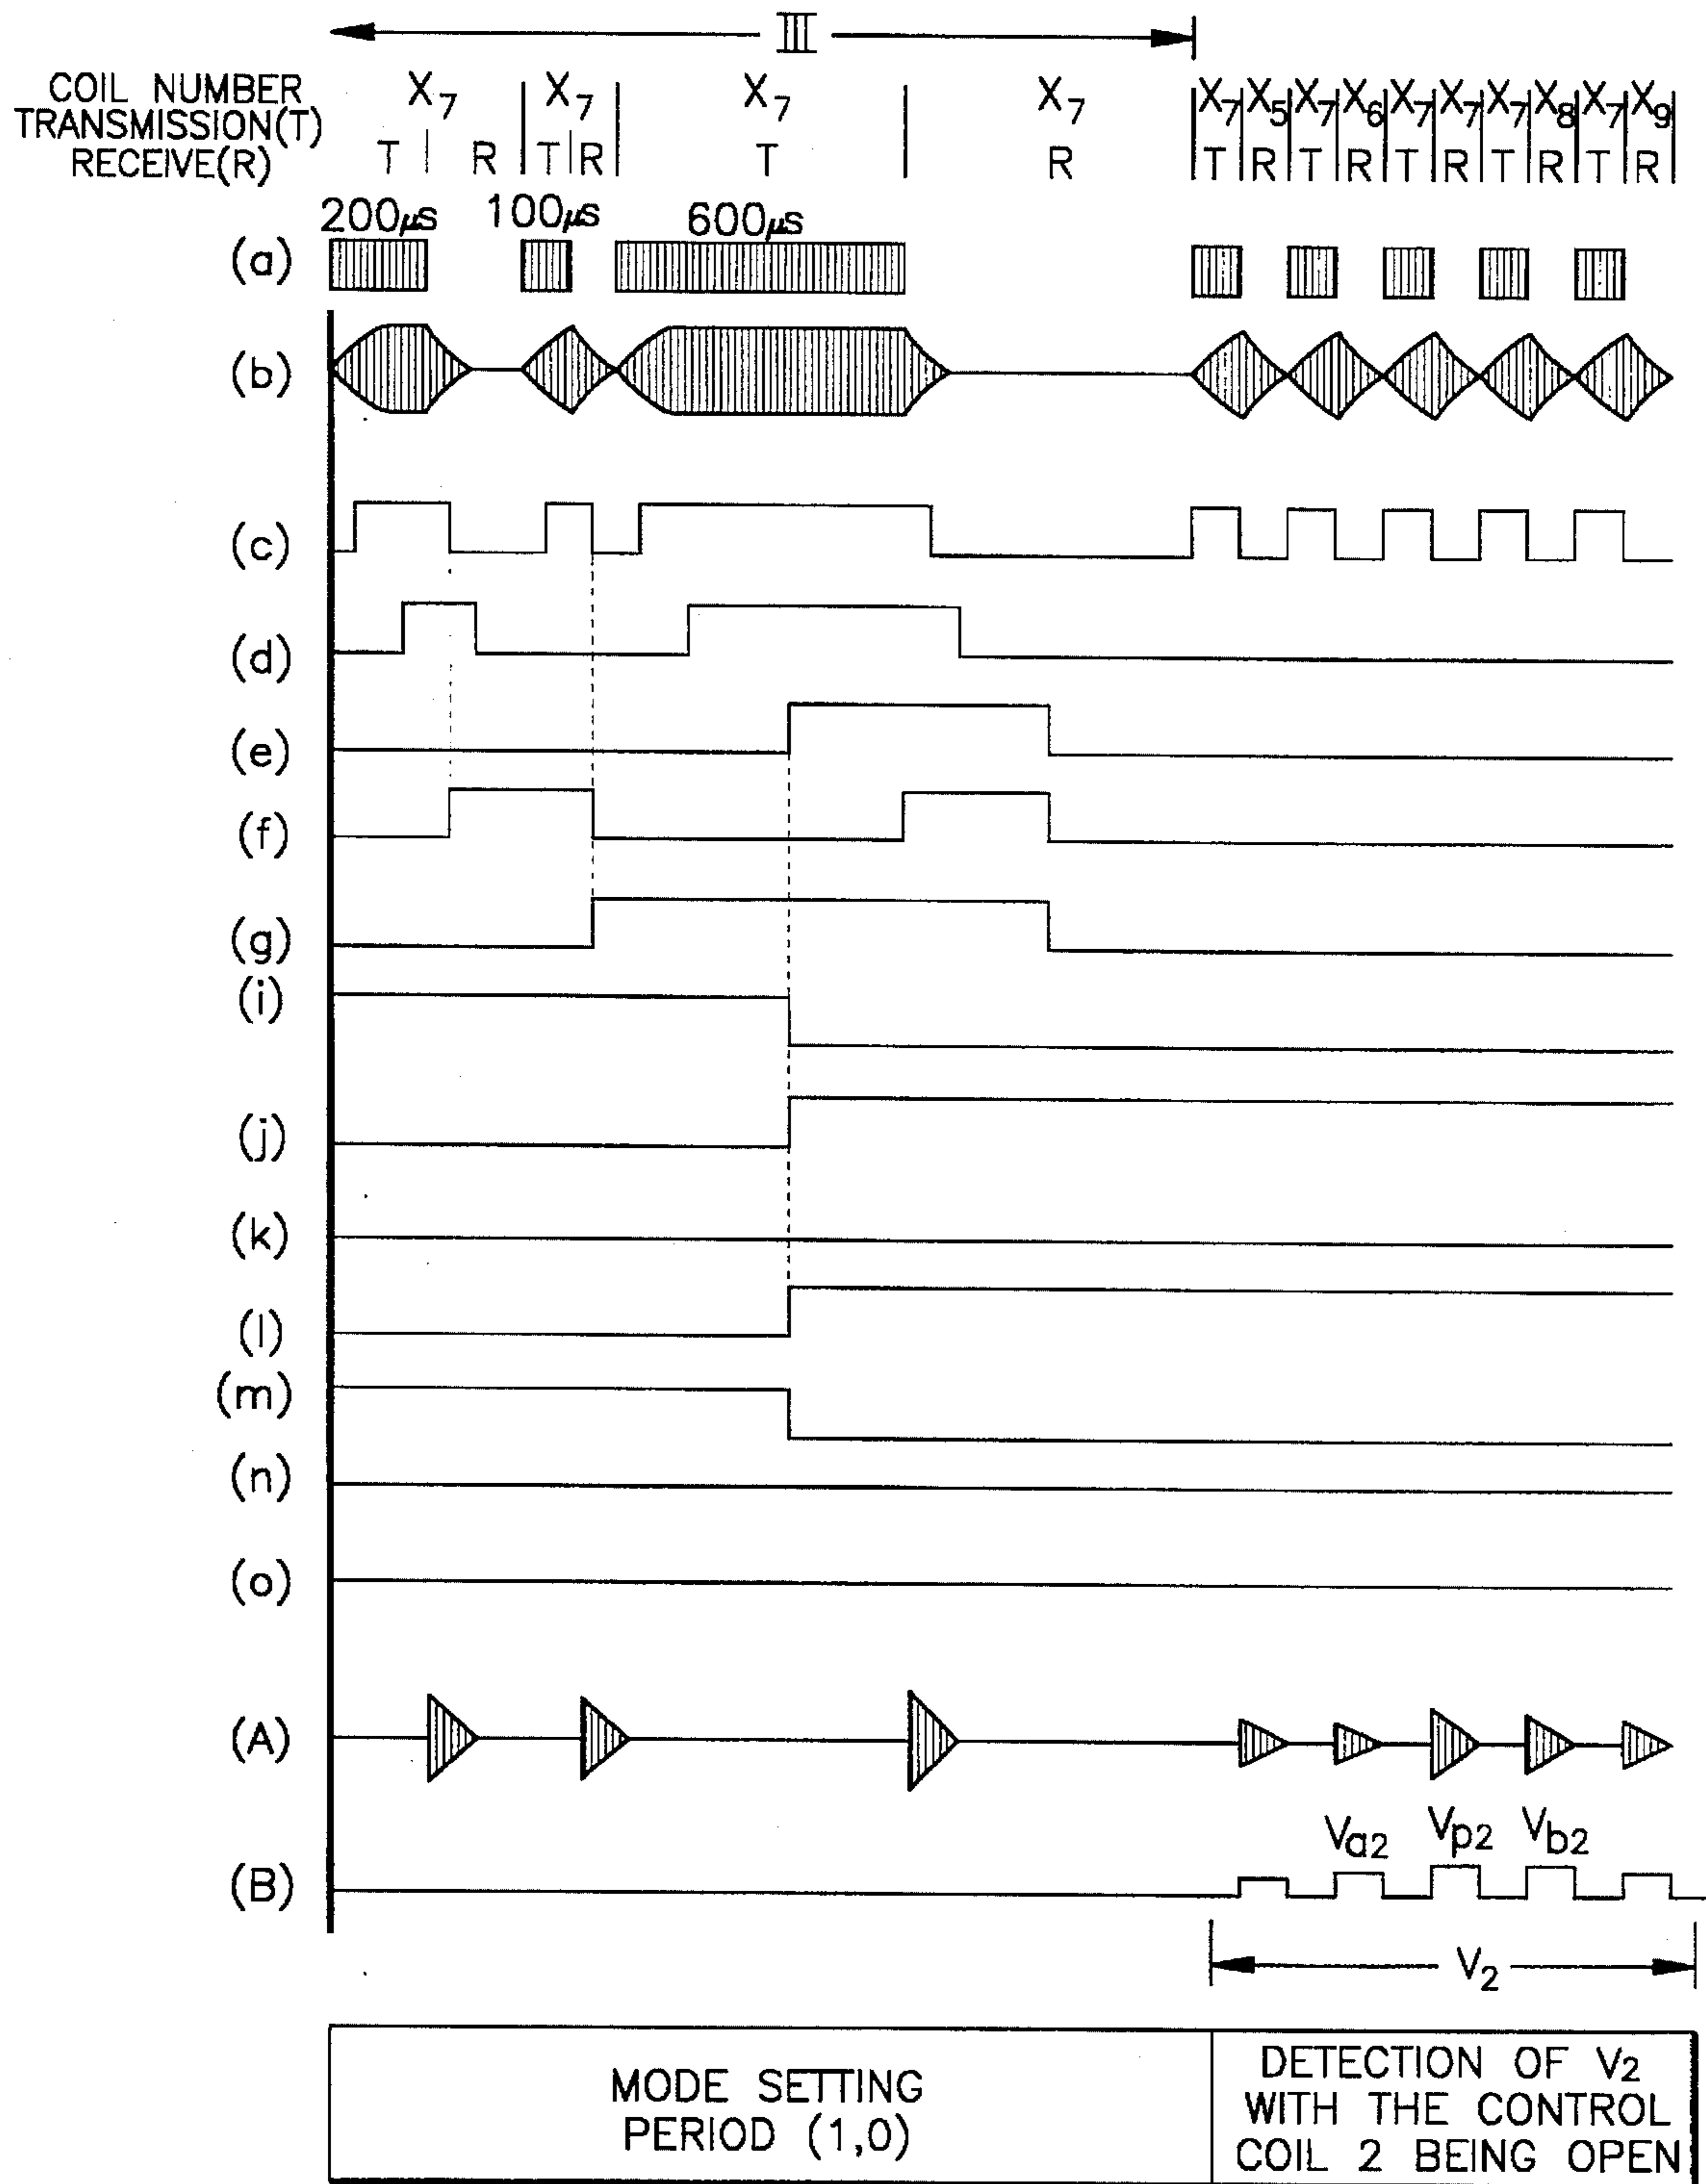 III
COIL NUMBER X7 X7 X7 X7 X7 X5 X7 X6 X7 X7 X7 X8 X7 X9
TRANSMISSION(T)
RECEIVE(R) T R T R T R T R T R T R T R T R
200μs 100μs 600μs
(a)
(b)
(c)
(d)
(e)
(f)
(g)
(i)
(j)
(k)
(l)
(m)
(n)
(o)
(A)
Va2 Vp2 Vb2
(B)
V2
MODE SETTING
PERIOD (1,0)
DETECTION OF V2
WITH THE CONTROL
COIL 2 BEING OPEN